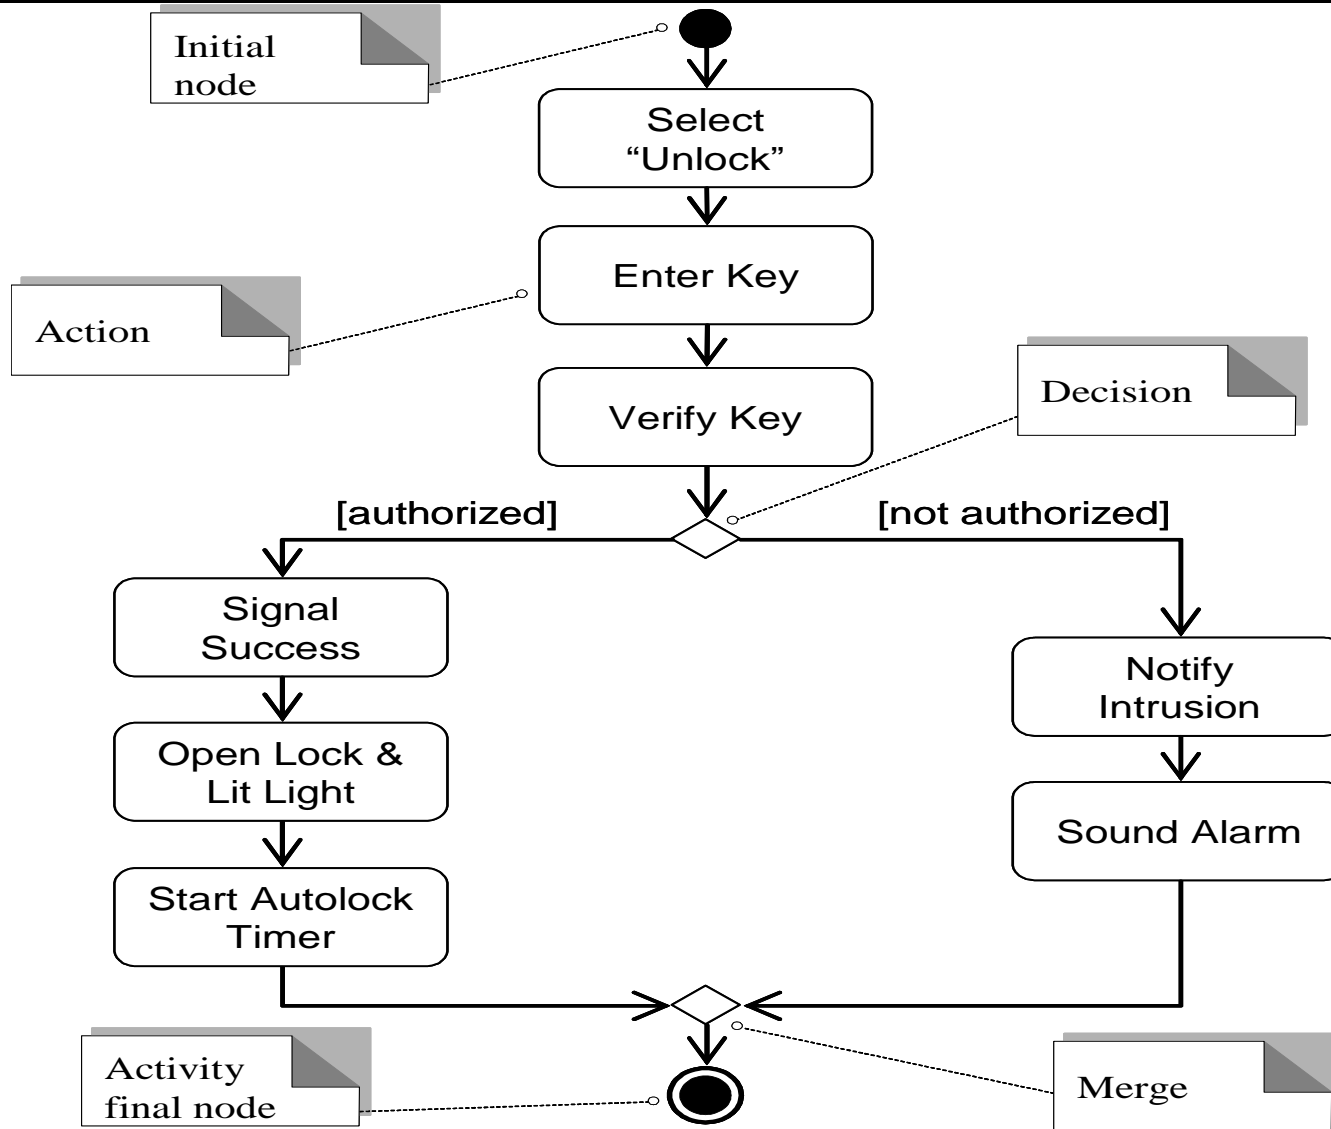 Initial
node
Select
“Unlock”
Enter Key
Action
Verify Key
Decision
[authorized]
[not authorized]
Signal
Success
Notify
Intrusion
Open Lock &
Lit Light
Sound Alarm
Start Autolock
Timer
Activity
final node
Merge